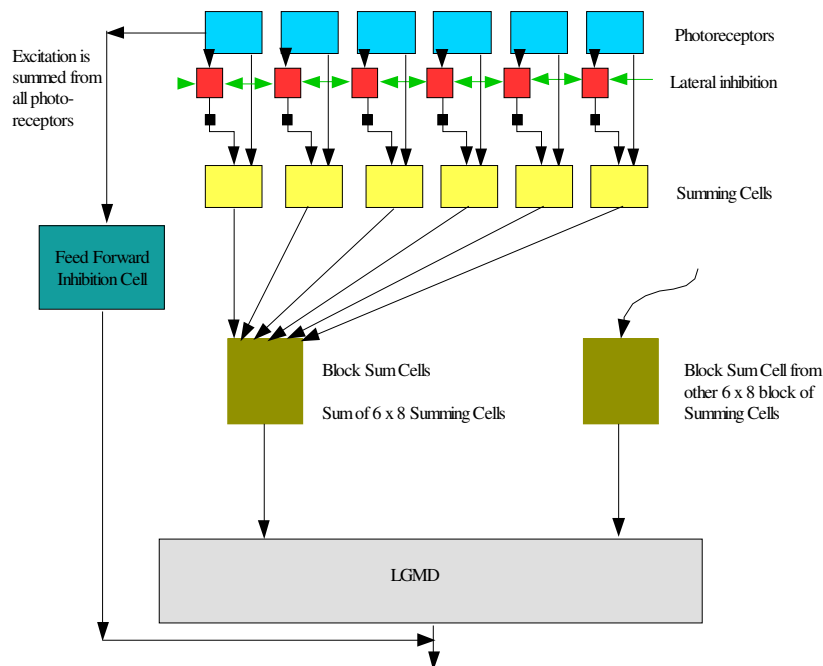 Excitation is
summed from
all photo-
receptors
Photoreceptors
Lateral inhibition
Summing Cells
Feed Forward
Inhibition Cell
Block Sum Cells
Sum of 6 x 8 Summing Cells
Block Sum Cell from
other 6 x 8 block of
Summing Cells
LGMD